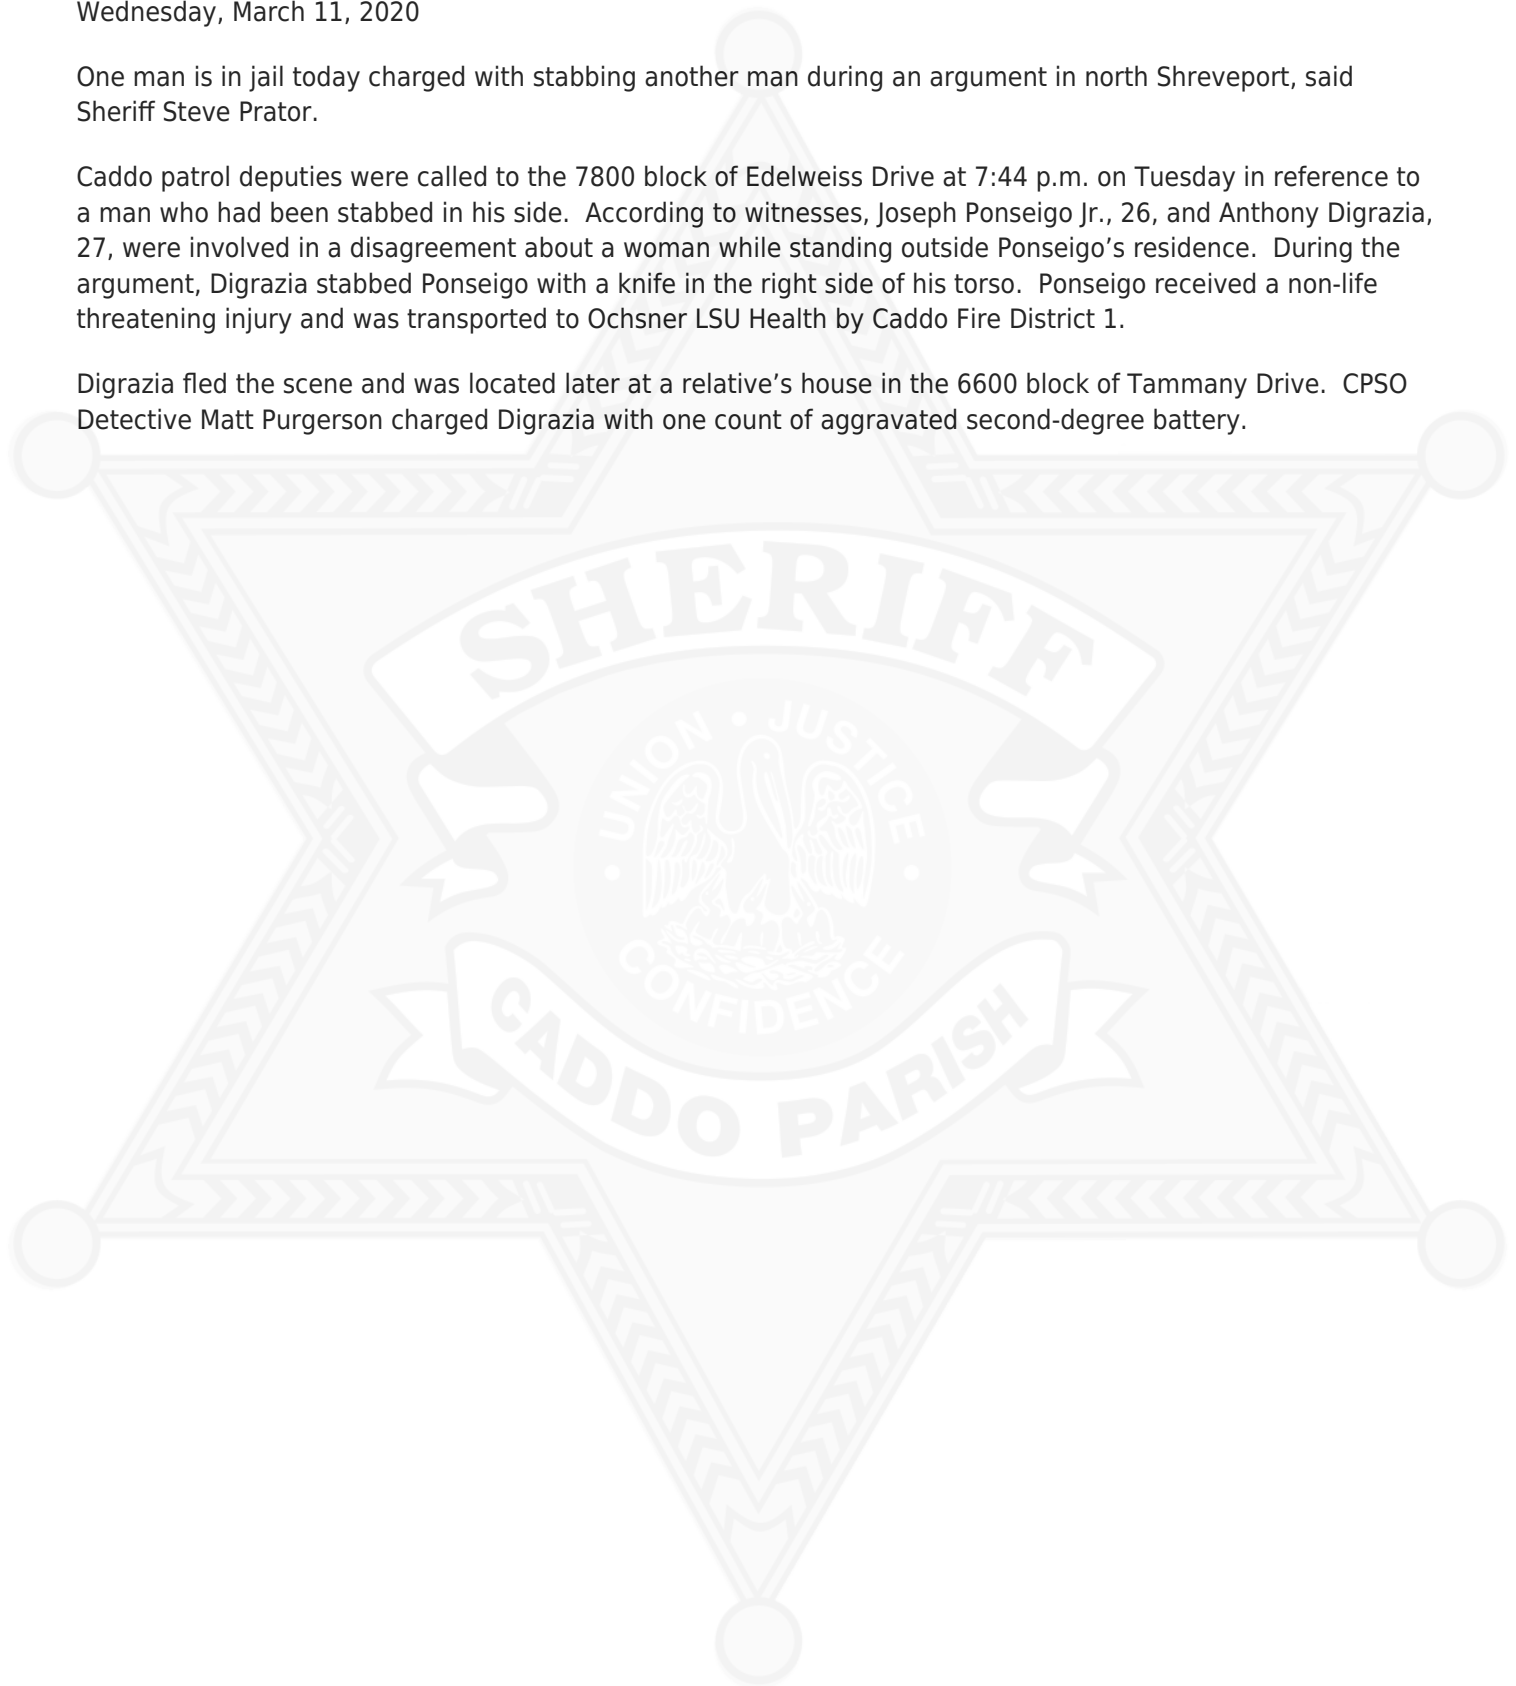 Wednesday, March 11, 2020
One man is in jail today charged with stabbing another man during an argument in north Shreveport, said
Sheriff Steve Prator.
Caddo patrol deputies were called to the 7800 block of Edelweiss Drive at 7:44 p.m. on Tuesday in reference to
a man who had been stabbed in his side.  According to witnesses, Joseph Ponseigo Jr., 26, and Anthony Digrazia,
27, were involved in a disagreement about a woman while standing outside Ponseigo’s residence.  During the
argument, Digrazia stabbed Ponseigo with a knife in the right side of his torso.  Ponseigo received a non-life
threatening injury and was transported to Ochsner LSU Health by Caddo Fire District 1.
Digrazia fled the scene and was located later at a relative’s house in the 6600 block of Tammany Drive.  CPSO
Detective Matt Purgerson charged Digrazia with one count of aggravated second-degree battery.
SHERIFF
UNION • JUSTICE •
CONFIDENCE •
CADDO PARISH